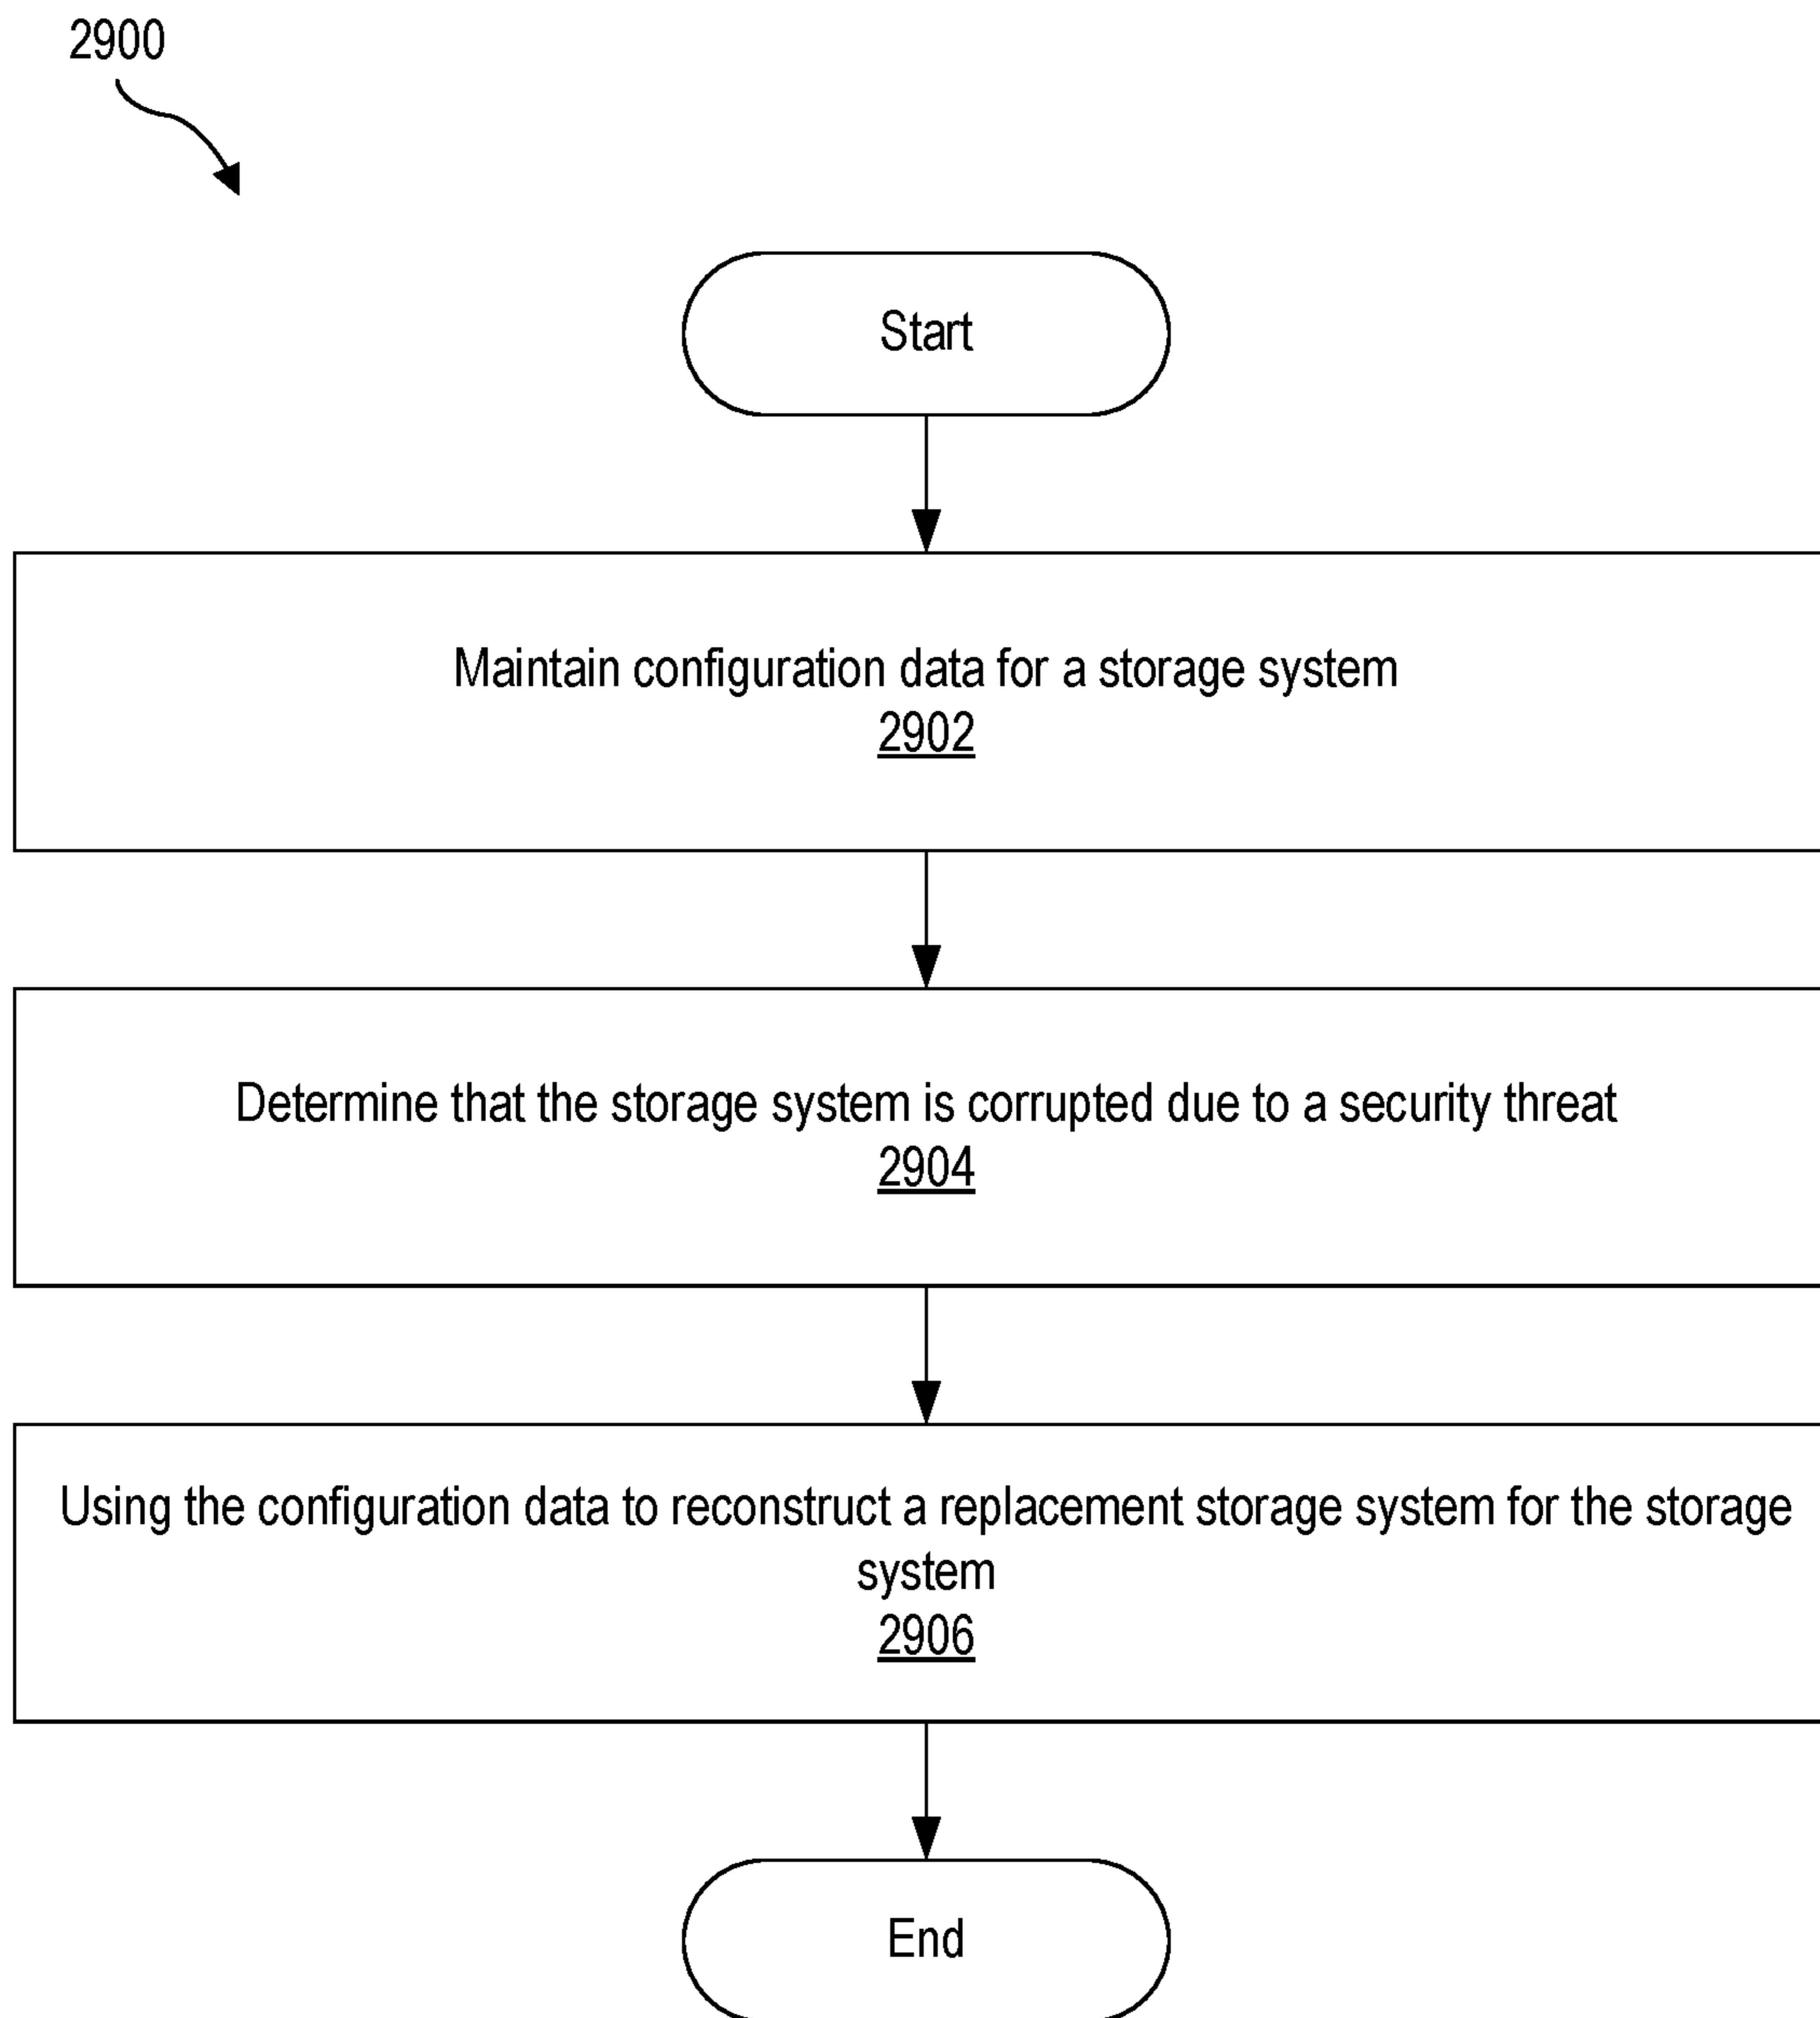 2900
Start
Maintain configuration data for a storage system
2902
Determine that the storage system is corrupted due to a security threat
2904
Using the configuration data to reconstruct a replacement storage system for the storage
system
2906
End